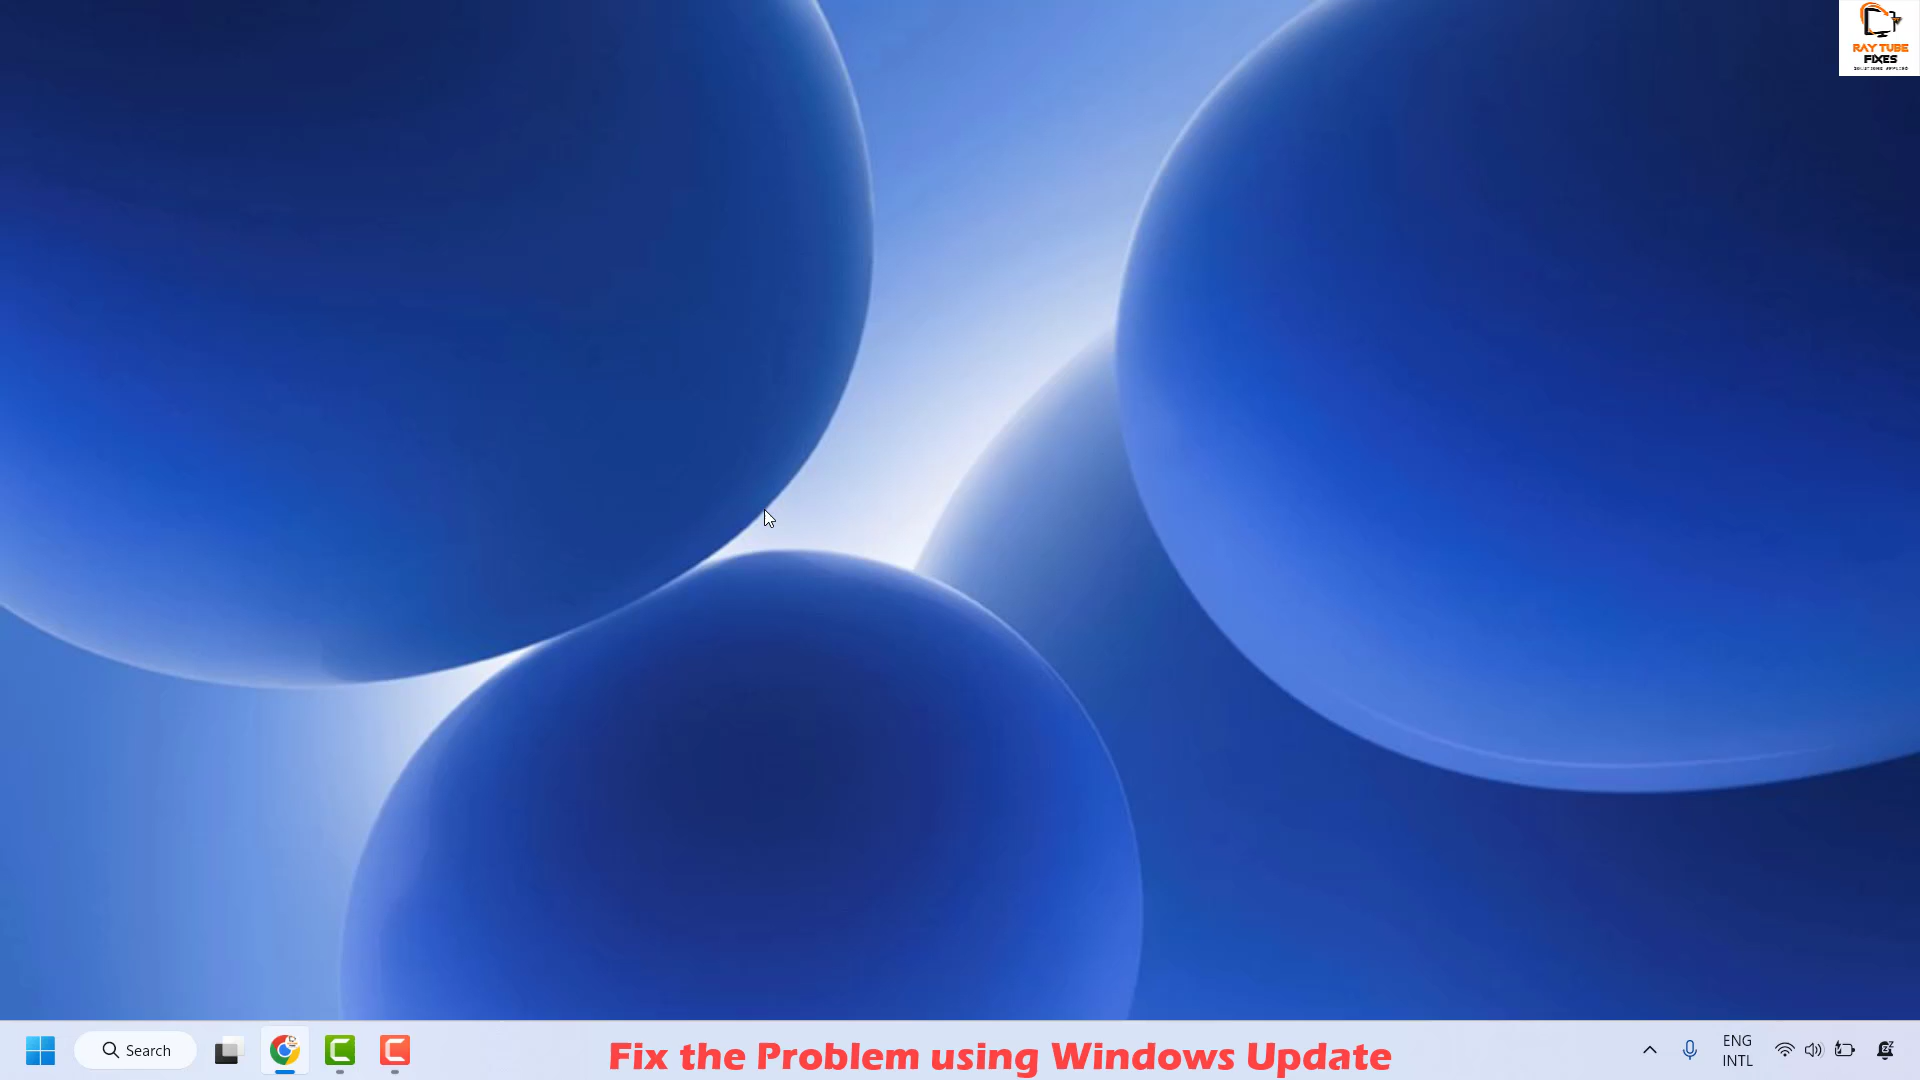 RAY TUBE
FIXES
Search
Fix the Problem using Windows Update
ENG
INTL